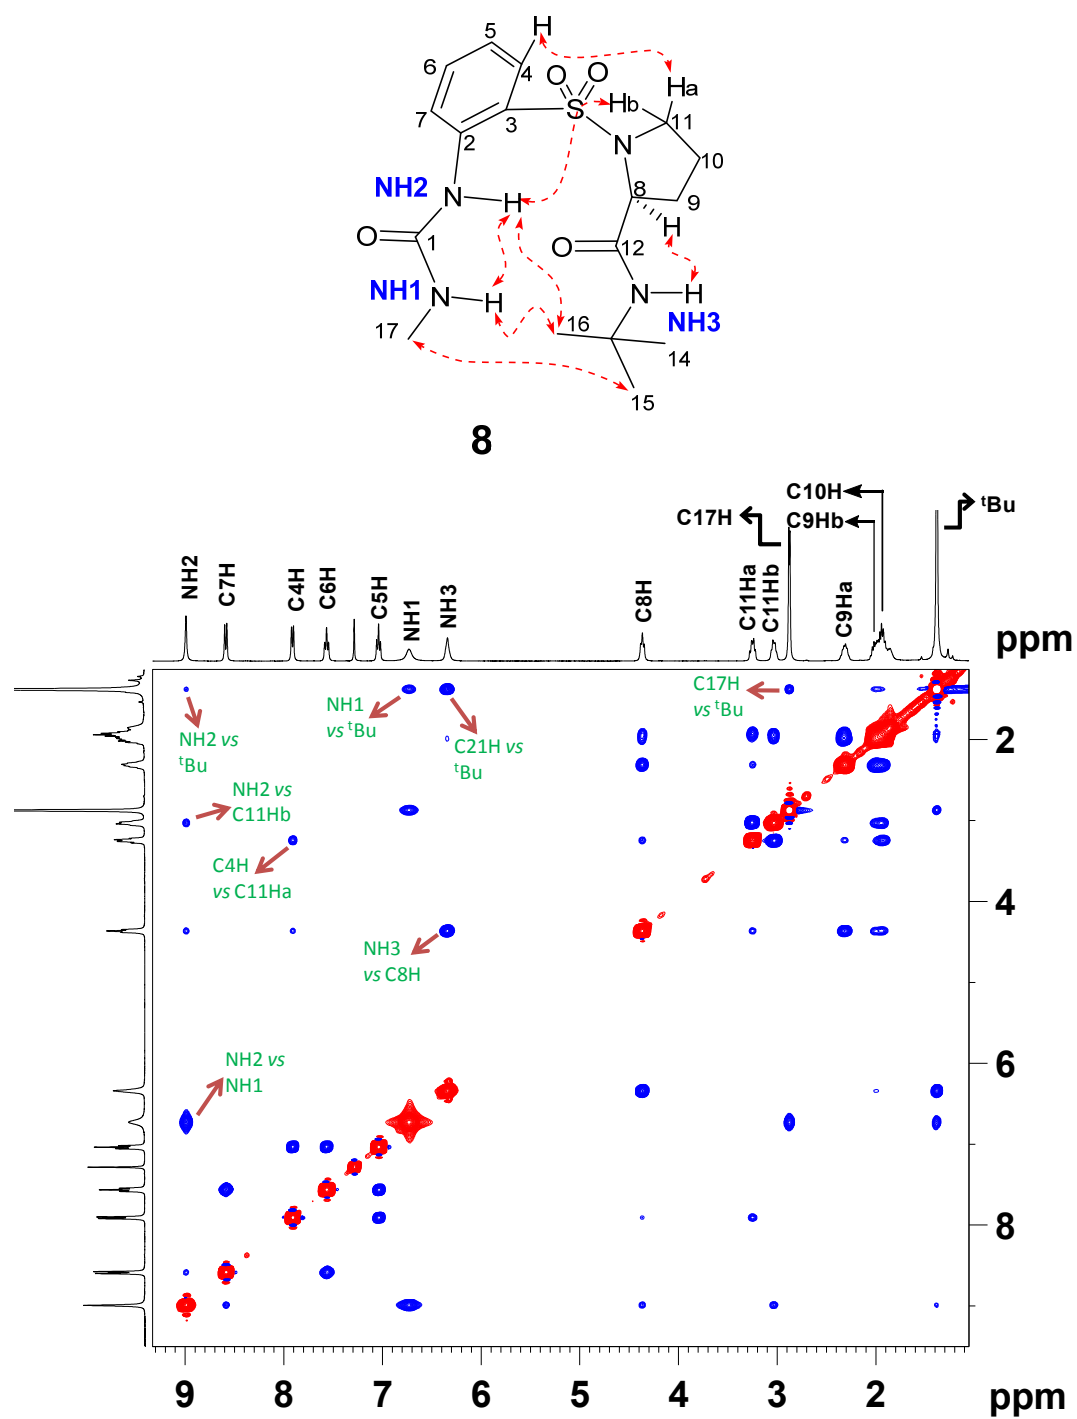 H
5
6
4
O
O
Ha
Hb
S
11
7
3
2
N
10
NH2
N
H
8
9
H
O
1
O
12
NH1
N
H
N
H
NH3
17
16
14
15
8
C10H
C17H
C9Hb
tBu
NH2
C7H
C4H
C6H
C5H
NH1
NH3
C8H
C11Ha
C11Hb
C9Ha
ppm
C17H
vs tBu
NH1
vs tBu
NH2 vs
tBu
C21H vs
tBu
2
NH2 vs
C11Hb
C4H
vs C11Ha
4
NH3
vs C8H
6
NH2 vs
NH1
8
9 8 7 6 5 4 3 2 ppm